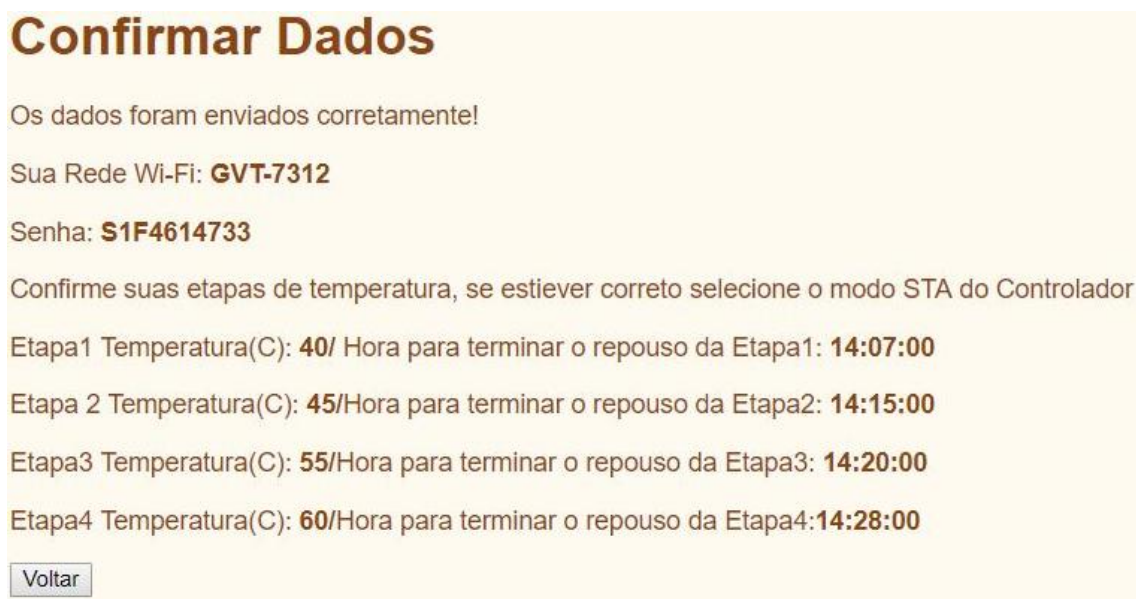 Confirmar Dados
Os dados foram enviados corretamente!
Sua Rede Wi-Fi: GVT-7312
Senha: S1F4614733
Confirme suas etapas de temperatura, se estiever correto selecione o modo STA do Controlador
Etapa1 Temperatura(C): 40/ Hora para terminar o repouso da Etapa1: 14:07:00
Etapa 2 Temperatura(C): 45/Hora para terminar o repouso da Etapa2: 14:15:00
Etapa3 Temperatura(C): 55/Hora para terminar o repouso da Etapa3: 14:20:00
Etapa4 Temperatura(C): 60/Hora para terminar o repouso da Etapa4:14:28:00
Voltar